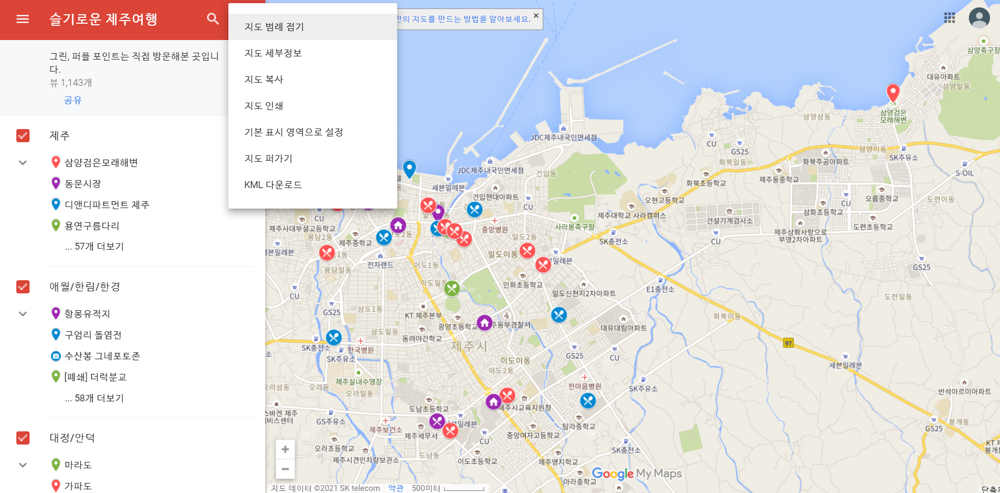 슬기로운 제주여행
그린, 퍼플 포인트는 직접 방문해본 곳입니
다.
뷰 1,143개
공유
제주
삼양검은모래해변
동문시장
디앤디파트먼트 제주
용연구름다리
... 57개 더보기
애월/한림/한경
항몽유적지
구엄리 돌염전
수산봉 그네포토존
[폐쇄] 더럭분교
... 58개 더보기
대정/안덕
마라도
가파도
지도 범례 접기
지도 세부정보
지도 복사
지도 인쇄
기본 표시 영역으로 설정
지도 퍼가기
KML 다운로드
만의 지도를 만드는 방법을 알아보세요.
삼양축구장
대유아파트
삼양일동
삼양검은
모래해변
삼양삼동
JDC제주내국인면세점
CU
GS25
화북일동
삼양이동
SK주유소
화북주공아파트
S-OIL
JDC제주내국인면세점
건입동
세븐일레븐
화북초등학교
제주동중학교
건입현대아파트
CU
오현고등학교
CU
오름중학교
도련이동
제주대학교 사라캠퍼스
건설기계검사소
삼화초등학교
CU
제주사대부설고등학교
용담2동
중앙병원
사라봉축구장
제주삼화사랑으로
부영2차아파트
도련초등학교
제주중학교
일도2동
SK충전소
CU
세븐일레븐
전자랜드
이도1동
일도이동
GS25
용담1동
이도일동
인화초등학교
일도신천지2차아파트
E1충전소
CU
도련일동
GS25
삼도1동
KT 제주본부
화북이동
광양초등학교
제주동부경찰서
대유대림아파트
삼도일동
동려야간학교
SK충전소
한국병원
제주시
GS25
CU
97
SK주유소
이도이동
이도2동
세븐일레븐
제주실내수영장
오라동
오라일동
한마음병원
SK주유소
반석아르미아파트
도남초등학교
제주시교육지원청
GS주유소
탐라중학교
봉개동
제주보건소
제주세무서
CU
중앙여자고등학교
GS25
오라초등학교
도남동
SK충전소
제주시견인차량보관소
이도초등학교
제주영지학교
아라중학교
Google My Maps
지도 데이터 ©2021 SK telecom 약관 500미터